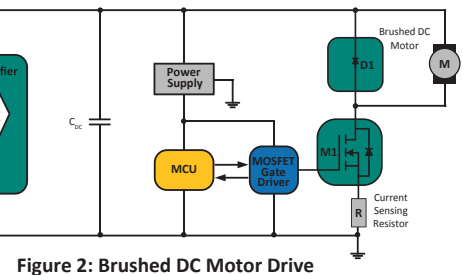 Brushed DC
Motor
fier
D1
M
Power
Supply
C DC
M1
MCU
MOSFET
Gate
Driver
R
Current
Sensing
Resistor
Figure 2: Brushed DC Motor Drive